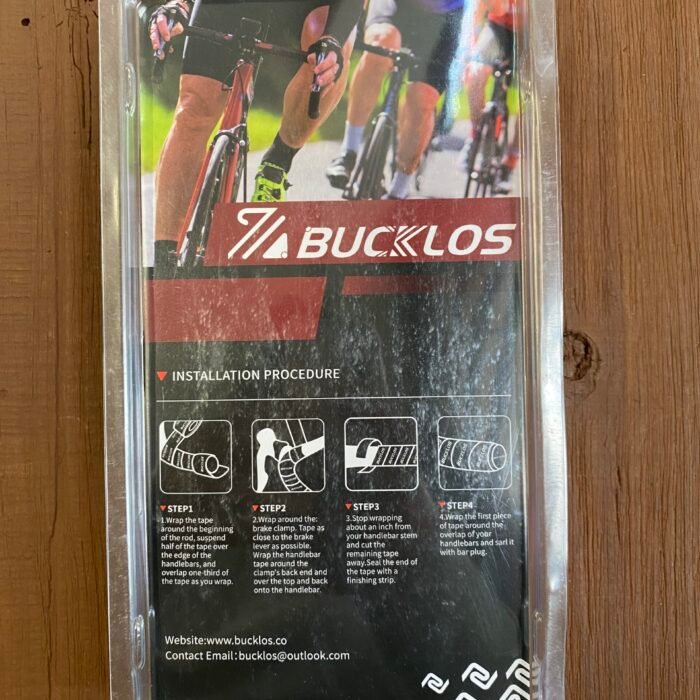 BUCKLOS
INSTALLATION PROCEDURE
STEP1
1.Wrap the tape
around the beginning
of the rod, suspend
half of the tape over
the edge of the
handlebars, and
overlap one-third of
the tape as you wrap.
STEP2
2.Wrap around the:
brake clamp. Tape as
close to the brake
lever as possible.
Wrap the handlebar
tape around the
clamp's back end and
over the top and back
onto the handlebar.
STEP3
3.Stop wrapping
about an inch from
your handlebar stem
and cut the
remaining tape
away.Seal the end of
the tape with a
finishing strip.
STEP4
4.Wrap the first piece
of tape around the
overlap of your
handlebars and sarl it
with bar plug.
Website:www.bucklos.co
Contact Email:bucklos@outlook.com